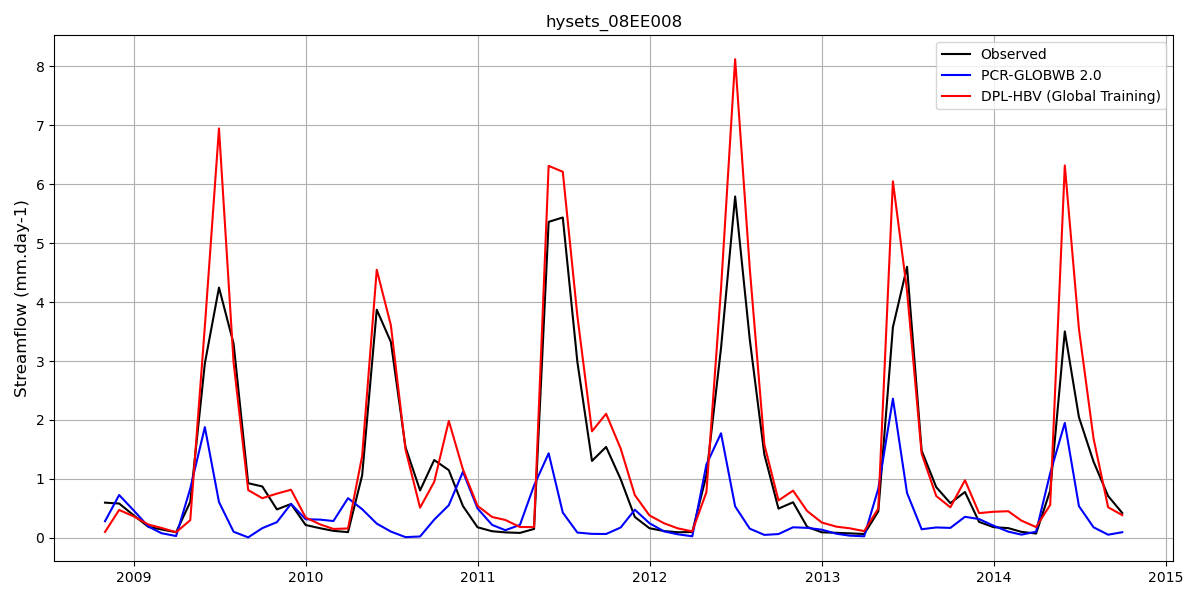 hysets_08EE008
Observed
PCR-GLOBWB 2.0
DPL-HBV (Global Training)
Streamflow (mm.day-1)
8
7
6
5
4
3
2
1
0
2009 2010 2011 2012 2013 2014 2015